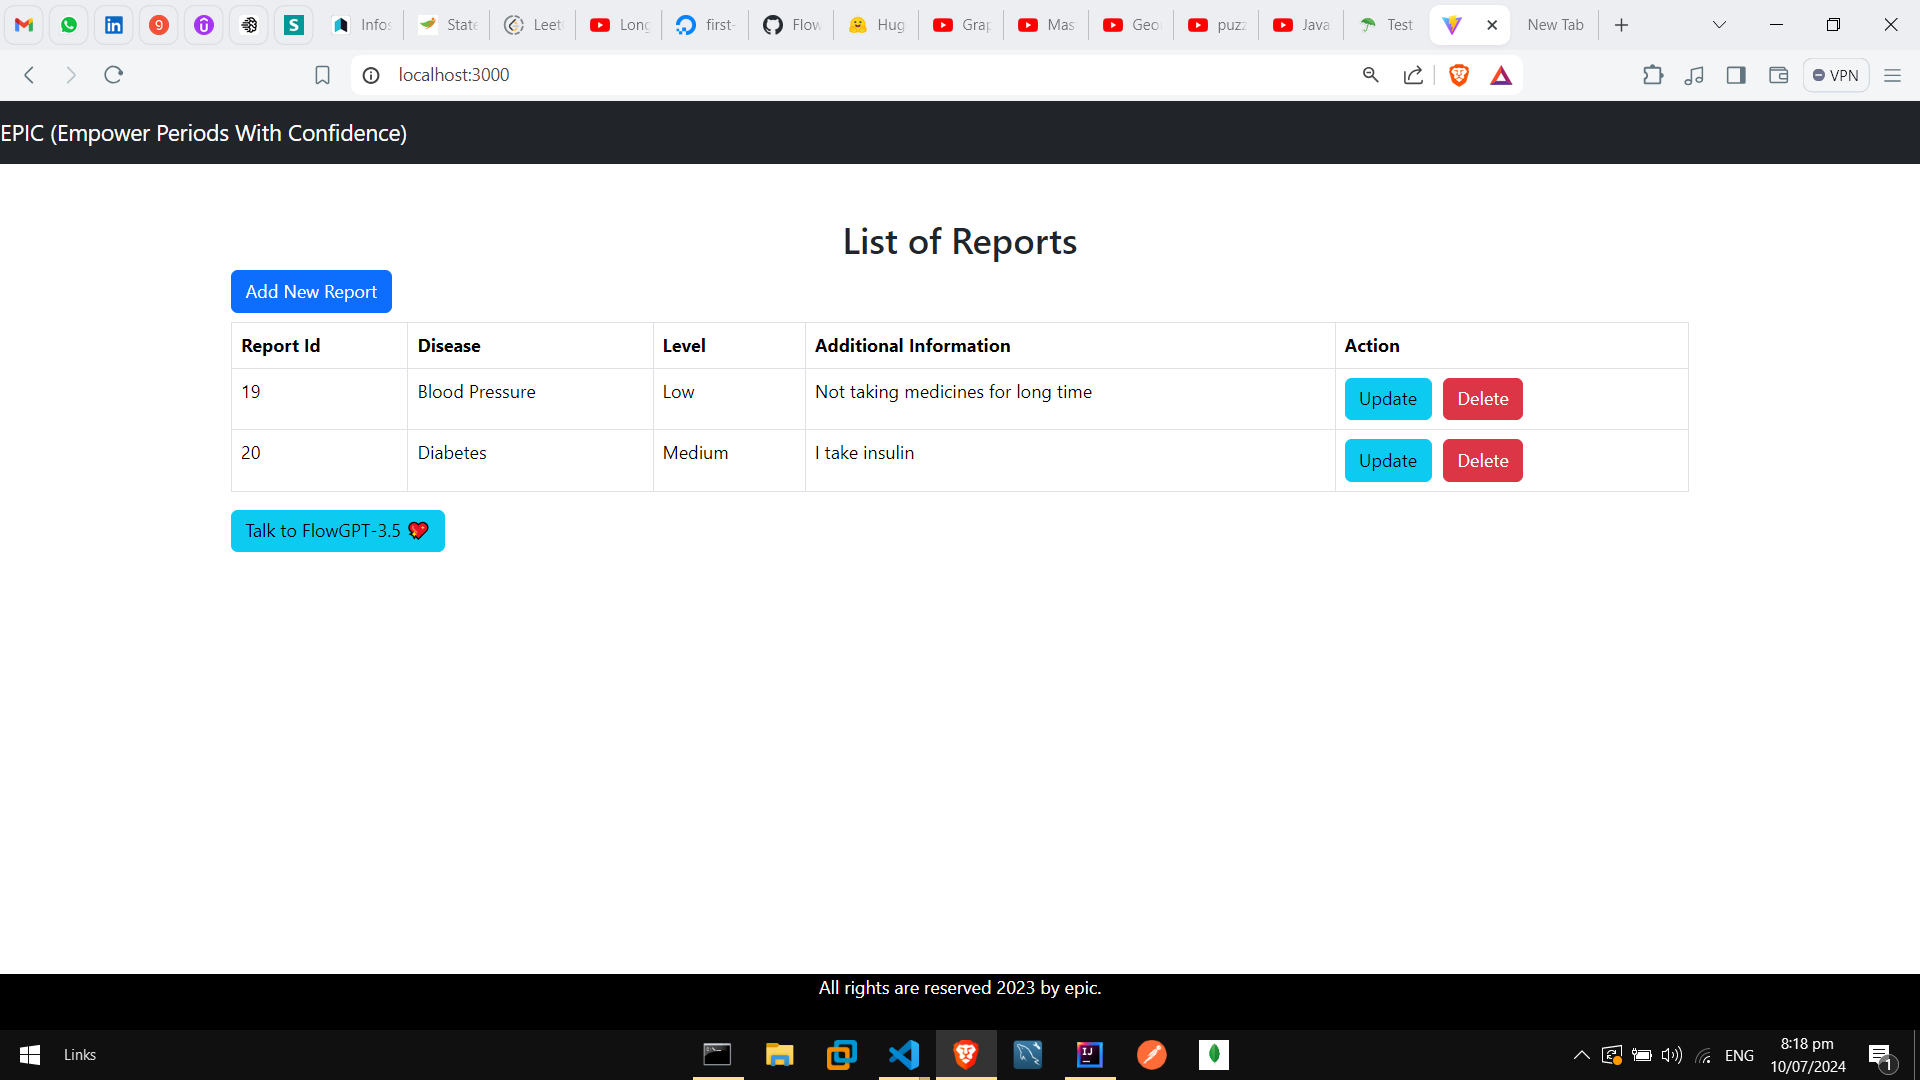 9 S Infos State Leet Long first- Flow Hug Grap Mas Geo puzz Java Test New Tab
localhost:3000 VPN
EPIC (Empower Periods With Confidence)
List of Reports
Add New Report
Report Id Disease Level Additional Information Action
19 Blood Pressure Low Not taking medicines for long time Update Delete
20 Diabetes Medium I take insulin Update Delete
Talk to FlowGPT-3.5 💖
All rights are reserved 2023 by epic.
Links ENG 8:18 pm
10/07/2024 1